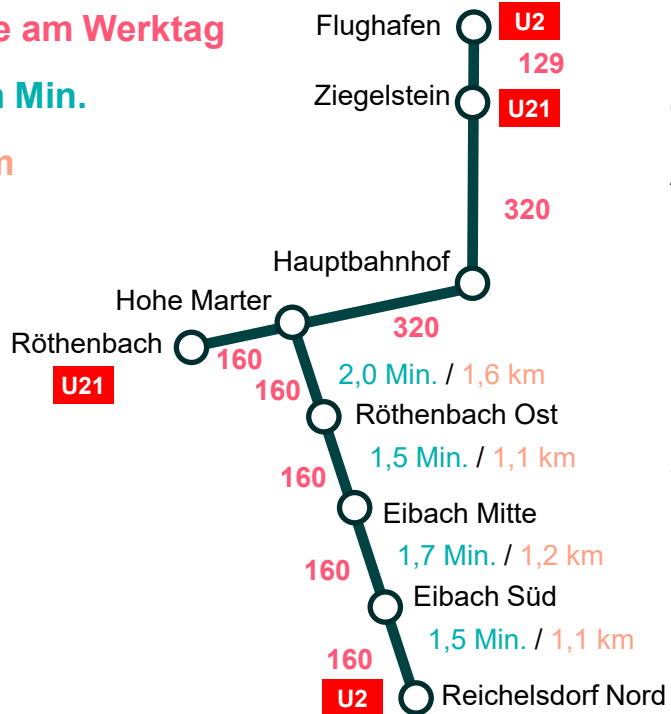 e am Werktag
Min.
Flughafen
U2
129
Ziegelstein
U21
320
Hauptbahnhof
Hohe Marter
320
Röthenbach
160
U21
160
2,0 Min. / 1,6 km
Röthenbach Ost
1,5 Min. / 1,1 km
160
Eibach Mitte
1,7 Min. / 1,2 km
160
Eibach Süd
1,5 Min. / 1,1 km
160
U2
Reichelsdorf Nord